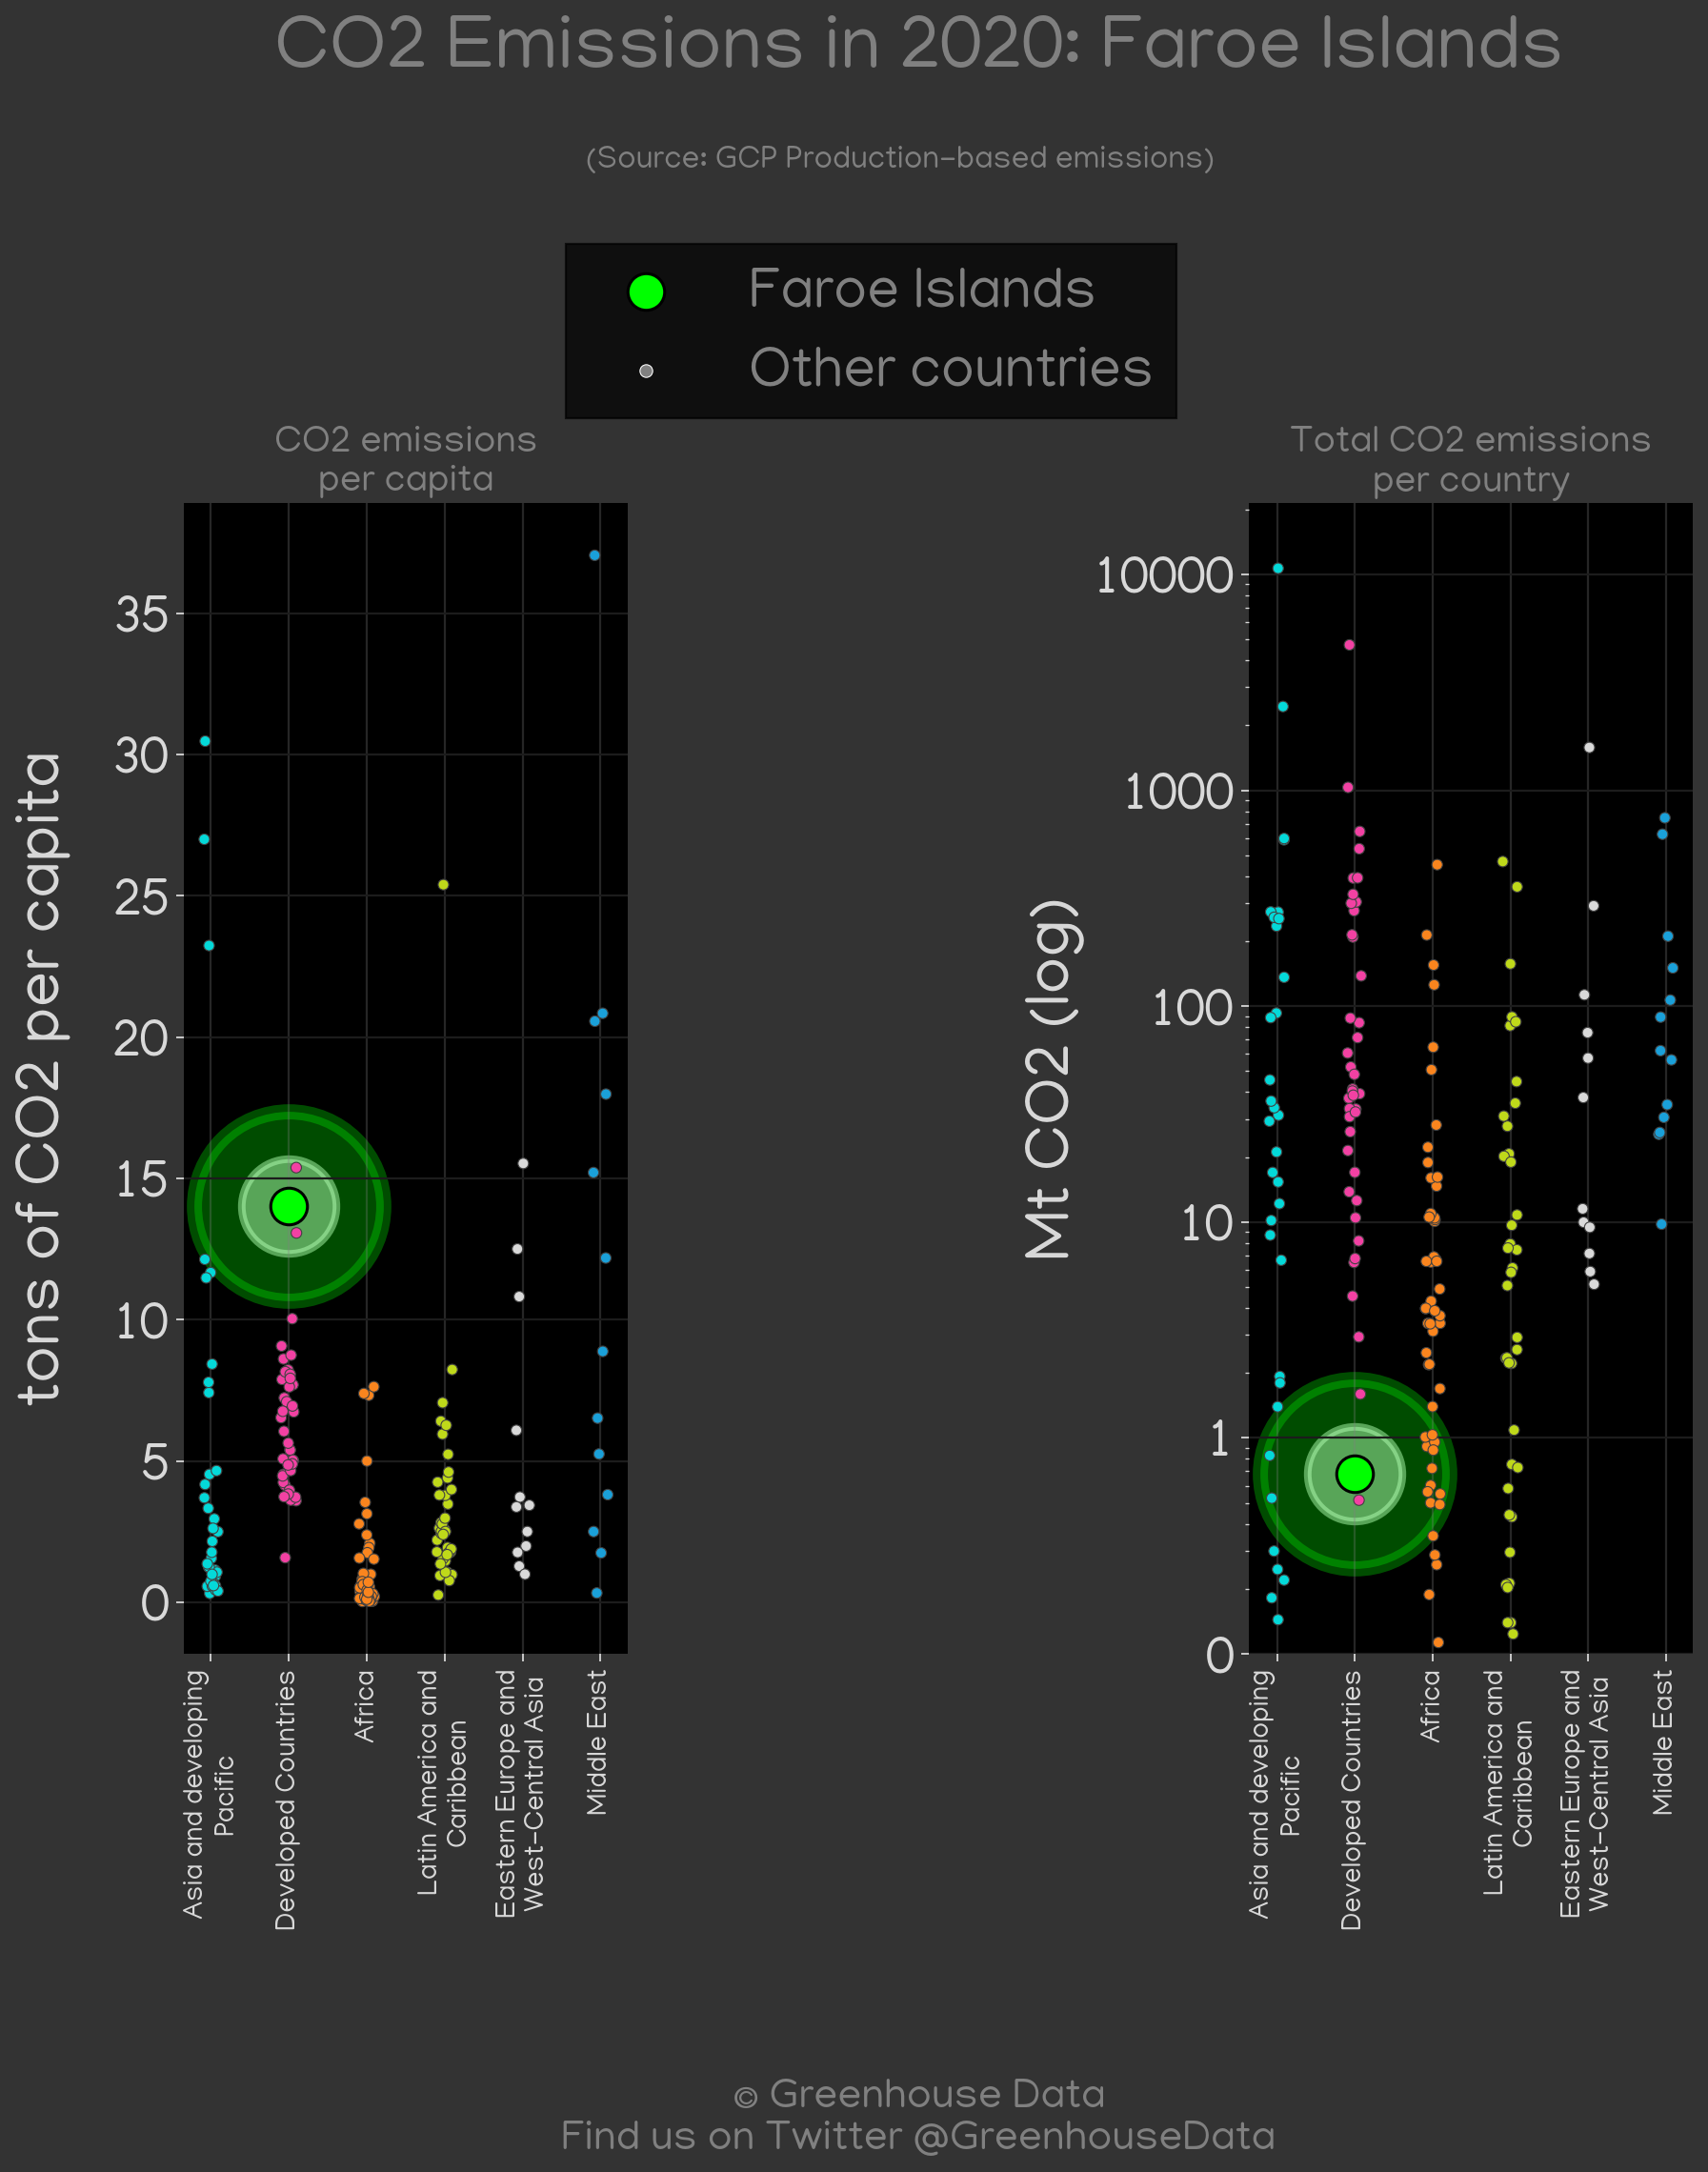 CO2 Emissions in 2020: Faroe Islands
(Source: GCP Production-based emissions)
Faroe Islands
Other countries
CO2 emissions
per capita
tons of CO2 per capita
35
30
25
20
15
10
5
0
Asia and developing
Pacific
Developed Countries
Africa
Latin America and
Caribbean
Eastern Europe and
West-Central Asia
Middle East
Total CO2 emissions
per country
Mt CO2 (log)
10000
1000
100
10
1
0
Asia and developing
Pacific
Developed Countries
Africa
Latin America and
Caribbean
Eastern Europe and
West-Central Asia
Middle East
© Greenhouse Data
Find us on Twitter @GreenhouseData